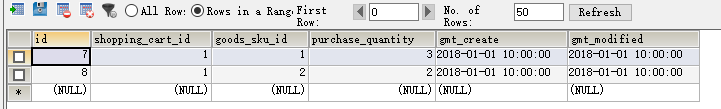 All Row: Rows in a Rang First Row: 0 No. of Rows: 50 Refresh
id shopping_cart_id goods_sku_id purchase_quantity gmt_create gmt_modified
7 1 1 3 2018-01-01 10:00:00 2018-01-01 10:00:00
8 1 2 2 2018-01-01 10:00:00 2018-01-01 10:00:00
* (NULL) (NULL) (NULL) (NULL) (NULL) (NULL)